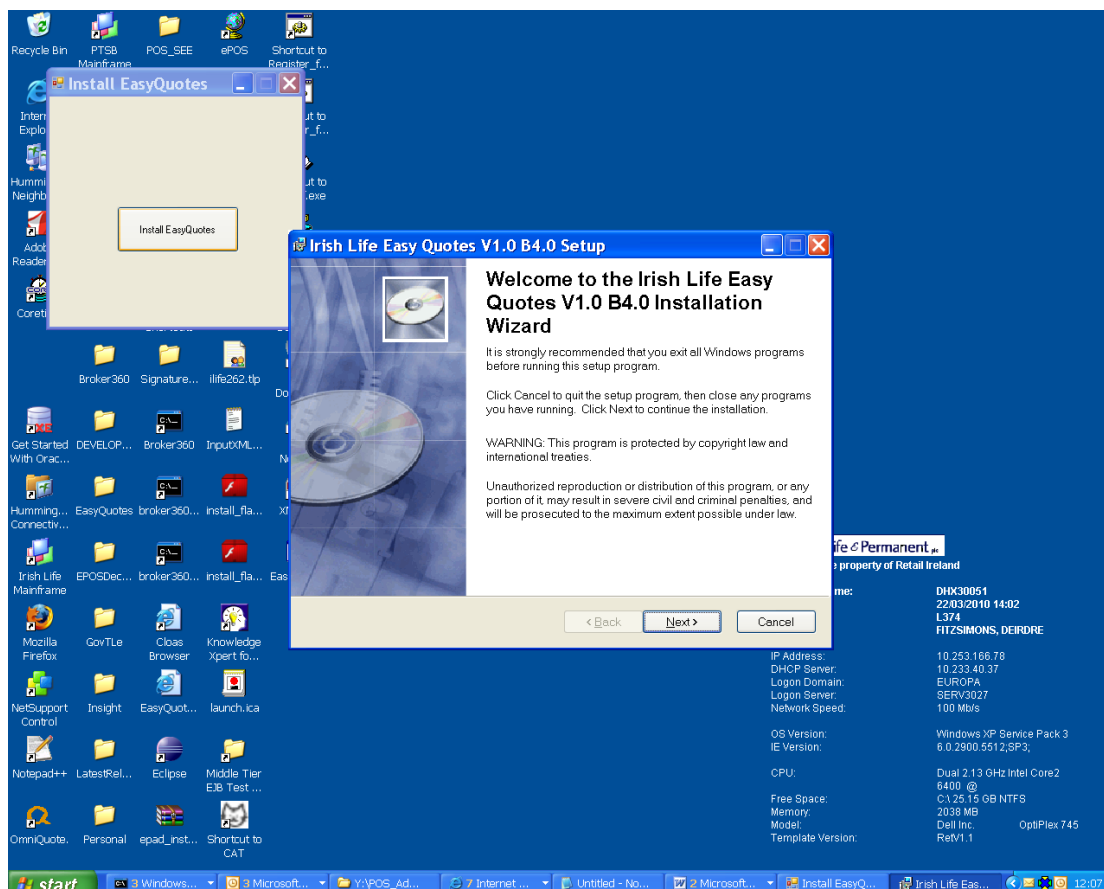 Recycle Bin
PTSB Mainframe
POS_SEE
ePOS
Shortcut to Register_f...
Install EasyQuotes
Install EasyQuotes
Irish Life Easy Quotes V1.0 B4.0 Setup
Welcome to the Irish Life Easy
Quotes V1.0 B4.0 Installation
Wizard
It is strongly recommended that you exit all Windows programs
before running this setup program.
Click Cancel to quit the setup program, then close any programs
you have running. Click Next to continue the installation.
WARNING: This program is protected by copyright law and
international treaties.
Unauthorized reproduction or distribution of this program, or any
portion of it, may result in severe civil and criminal penalties, and
will be prosecuted to the maximum extent possible under law.
< Back
Next >
Cancel
Broker360
Signature...
ilife262.tlp
Get Started
With Orac...
DEVELOP...
Broker360
InputXML...
Humming...
Connectiv...
EasyQuotes
broker360...
install_fla...
Irish Life
Mainframe
EPOSDec...
broker360...
install_fla...
Mozilla
Firefox
GovTLe
Cloas
Browser
Knowledge
Xpert fo...
NetSupport
Control
Insight
EasyQuot...
launch.ica
Notepad++
LatestRel...
Eclipse
Middle Tier
EJB Test ...
OmniQuote.
Personal
epad_inst...
Shortcut to
CAT
ife & Permanent plc
property of Retail Ireland
me: DHX30051
22/03/2010 14:02
L374
FITZSIMONS, DEIRDRE
IP Address: 10.253.166.78
DHCP Server: 10.233.40.37
Logon Domain: EUROPA
Logon Server: SERV3027
Network Speed: 100 Mb/s
OS Version: Windows XP Service Pack 3
IE Version: 6.0.2900.5512;SP3;
CPU: Dual 2.13 GHz Intel Core2
6400 @
Free Space: C:\ 25.15 GB NTFS
Memory: 2038 MB
Model: Dell Inc. OptiPlex 745
Template Version: RetV1.1
start
3 Windows...
3 Microsoft...
Y:\POS_Ad...
7 Internet ...
Untitled - No...
2 Microsoft...
Install EasyQ...
Irish Life Eas...
12:07